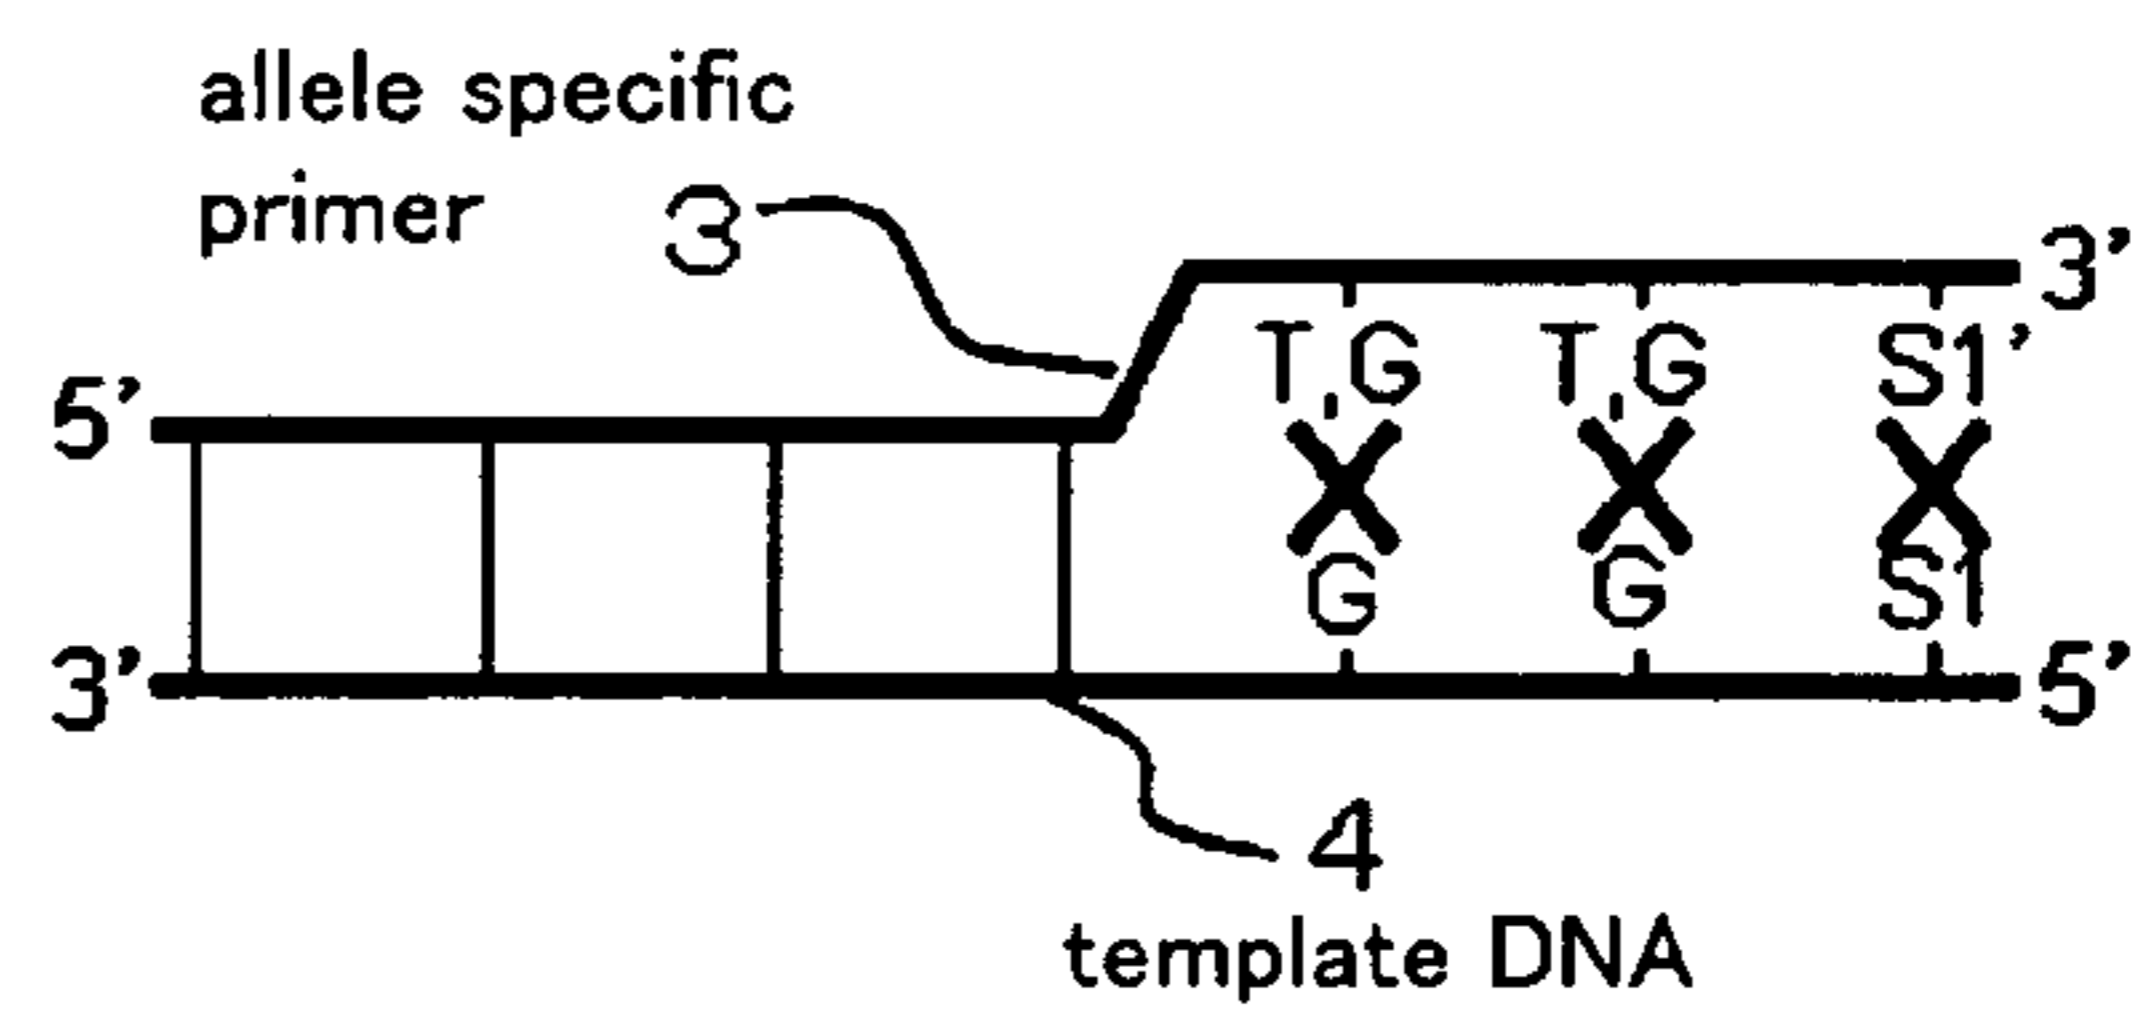 allele specific
primer 3
3’
T,G T,G S1’
5’
G G S1
3’ 5’
4
template DNA